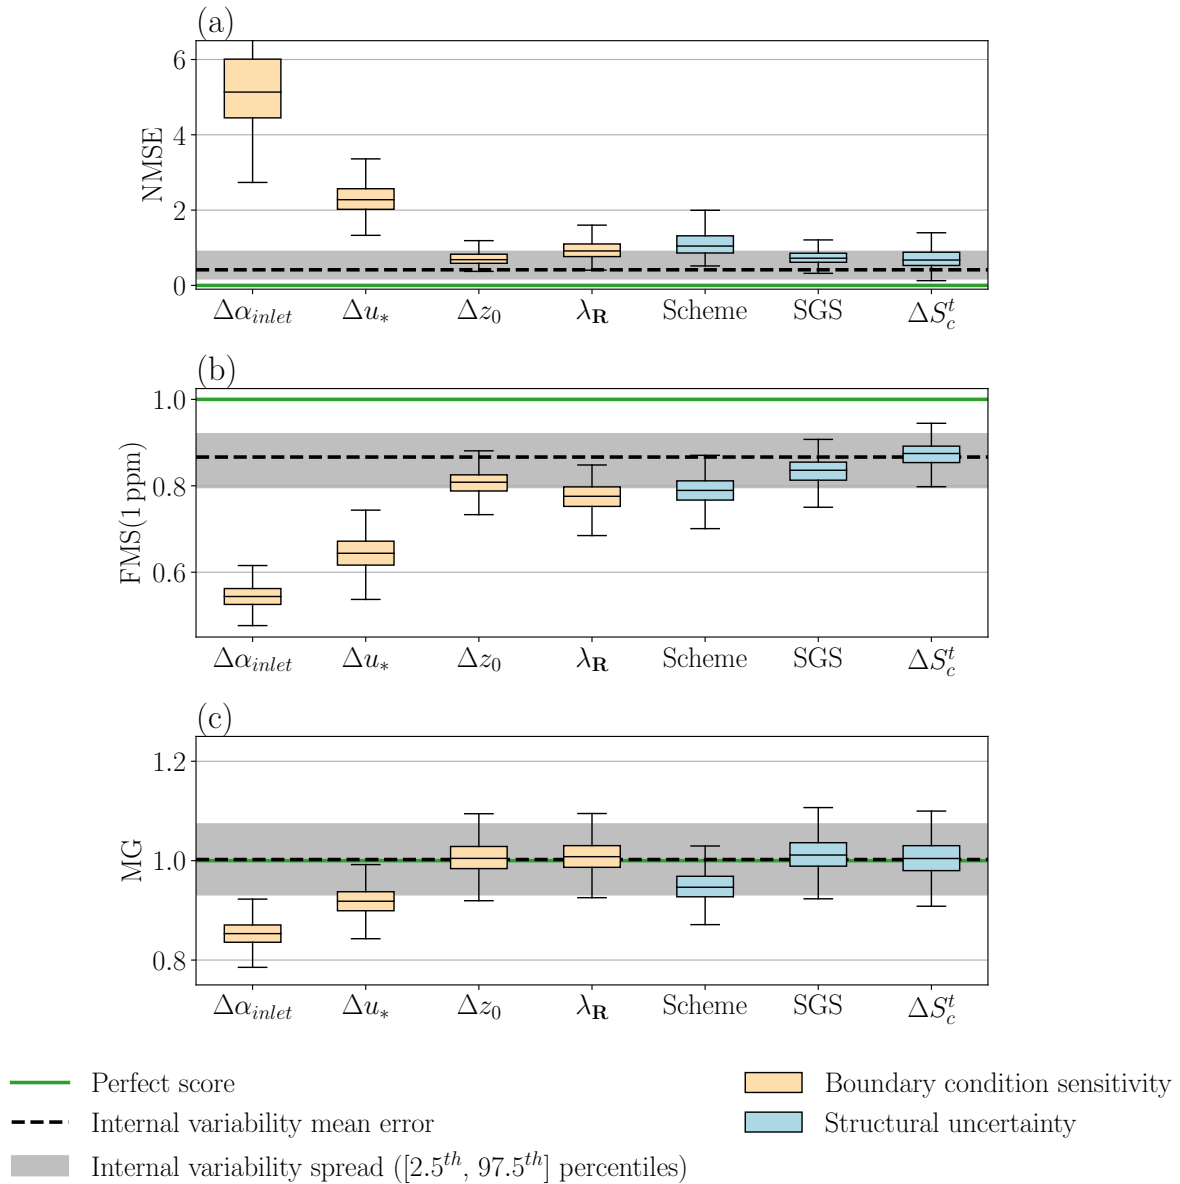 (a)
NMSE
6
4
2
0
Δα_inlet Δu_* Δz_0 λ_R Scheme SGS ΔS_c^t
(b)
FMS(1 ppm)
1.0
0.8
0.6
Δα_inlet Δu_* Δz_0 λ_R Scheme SGS ΔS_c^t
(c)
MG
1.2
1.0
0.8
Δα_inlet Δu_* Δz_0 λ_R Scheme SGS ΔS_c^t
Perfect score
Internal variability mean error
Internal variability spread ([2.5^th, 97.5^th] percentiles)
Boundary condition sensitivity
Structural uncertainty